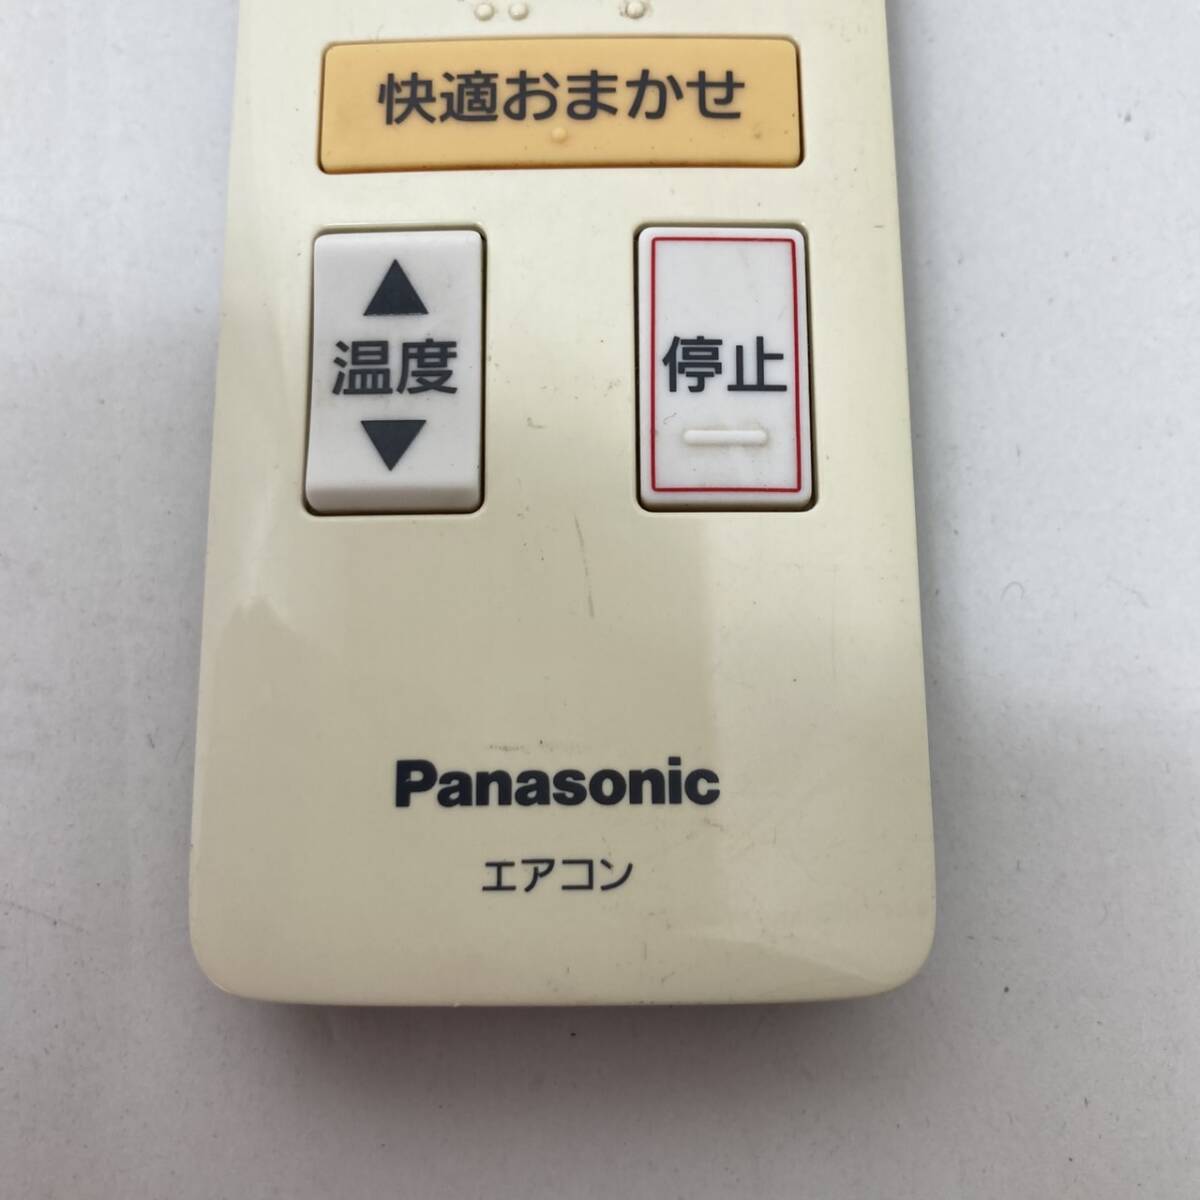 快適おまかせ
▲
温度
▼
停止
Panasonic
エアコン